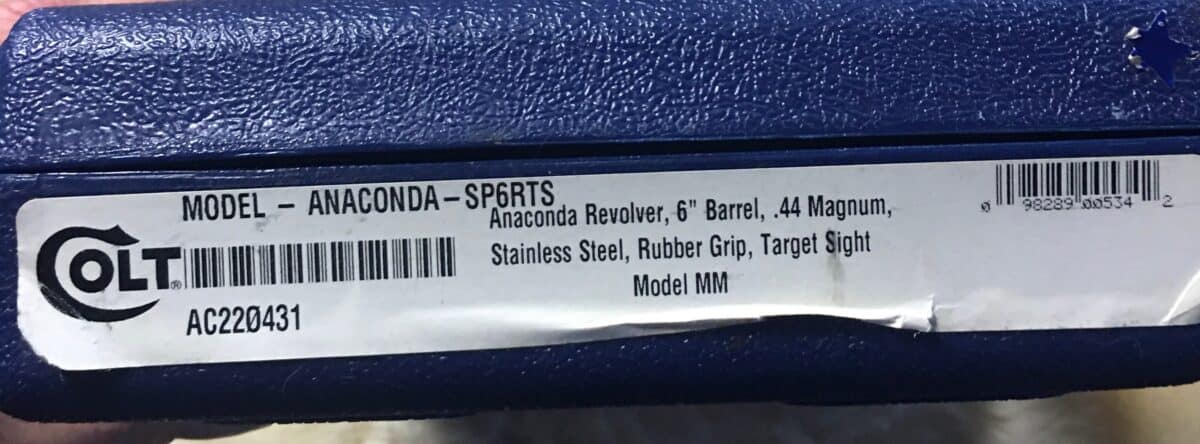 MODEL - ANACONDA-SP6RTS
COLT®
AC220431
Anaconda Revolver, 6" Barrel, .44 Magnum,
Stainless Steel, Rubber Grip, Target Sight
Model MM
0 98289 00534 2